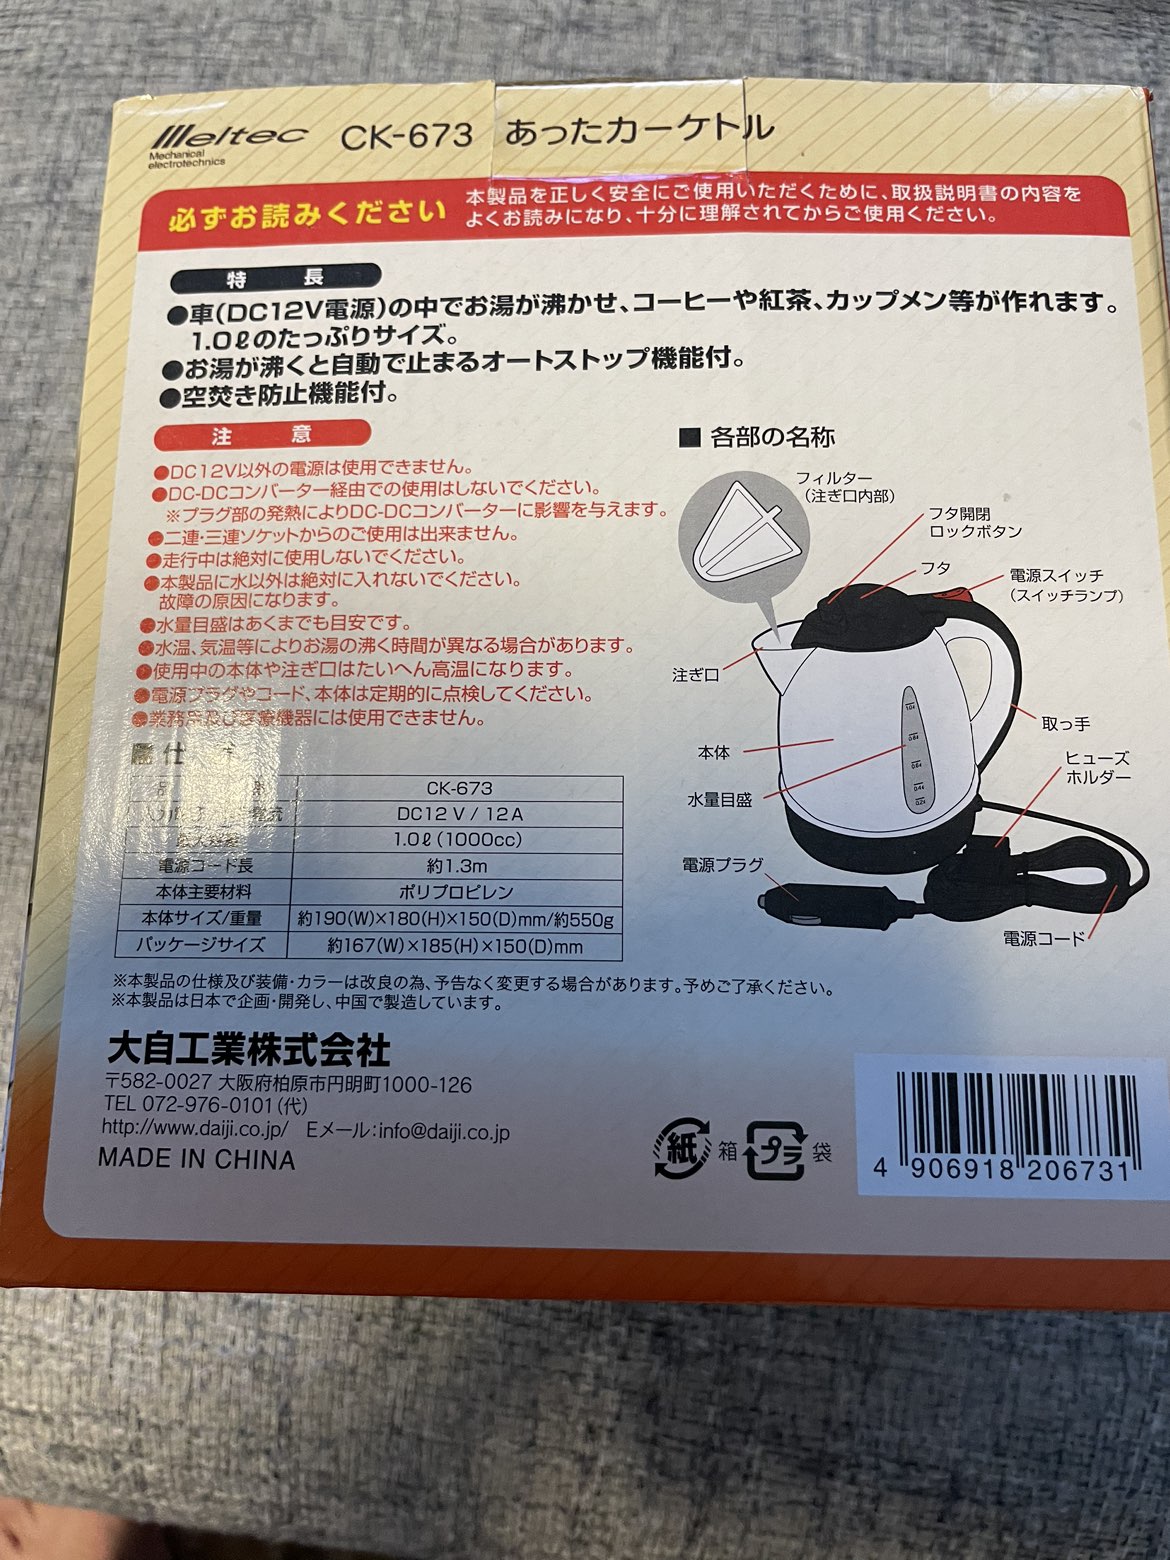 Meltec
Mechanical
electrotechnics
CK-673 あったカーケトル
必ずお読みください
本製品を正しく安全にご使用いただくために、取扱説明書の内容を
よくお読みになり、十分に理解されてからご使用ください。
特長
●車(DC12V電源)の中でお湯が沸かせ、コーヒーや紅茶、カップメン等が作れます。
1.0ℓのたっぷりサイズ。
●お湯が沸くと自動で止まるオートストップ機能付。
●空焚き防止機能付。
注意
●DC12V以外の電源は使用できません。
●DC-DCコンバーター経由での使用はしないでください。
※プラグ部の発熱によりDC-DCコンバーターに影響を与えます。
●二連・三連ソケットからのご使用は出来ません。
●走行中は絶対に使用しないでください。
●本製品に水以外は絶対に入れないでください。
故障の原因になります。
●水量目盛はあくまでも目安です。
●水温、気温等によりお湯の沸く時間が異なる場合があります。
●使用中の本体や注ぎ口はたいへん高温になります。
●電源プラグやコード、本体は定期的に点検してください。
●業務用及び医療機器には使用できません。
■ 各部の名称
フィルター
(注ぎ口内部)
フタ開閉
ロックボタン
フタ
電源スイッチ
(スイッチランプ)
注ぎ口
取っ手
本体
ヒューズ
ホルダー
水量目盛
電源プラグ
電源コード
仕
CK-673
DC12 V / 12A
1.0ℓ(1000cc)
電源コード長 約1.3m
本体主要材料 ポリプロピレン
本体サイズ/重量 約190(W)×180(H)×150(D)mm/約550g
パッケージサイズ 約167(W)×185(H)×150(D)mm
※本製品の仕様及び装備・カラーは改良の為、予告なく変更する場合があります。予めご了承ください。
※本製品は日本で企画・開発し、中国で製造しています。
大自工業株式会社
〒582-0027 大阪府柏原市円明町1000-126
TEL 072-976-0101(代)
http://www.daiji.co.jp/ Eメール:info@daiji.co.jp
MADE IN CHINA
紙 箱 プラ 袋
4 906918 206731